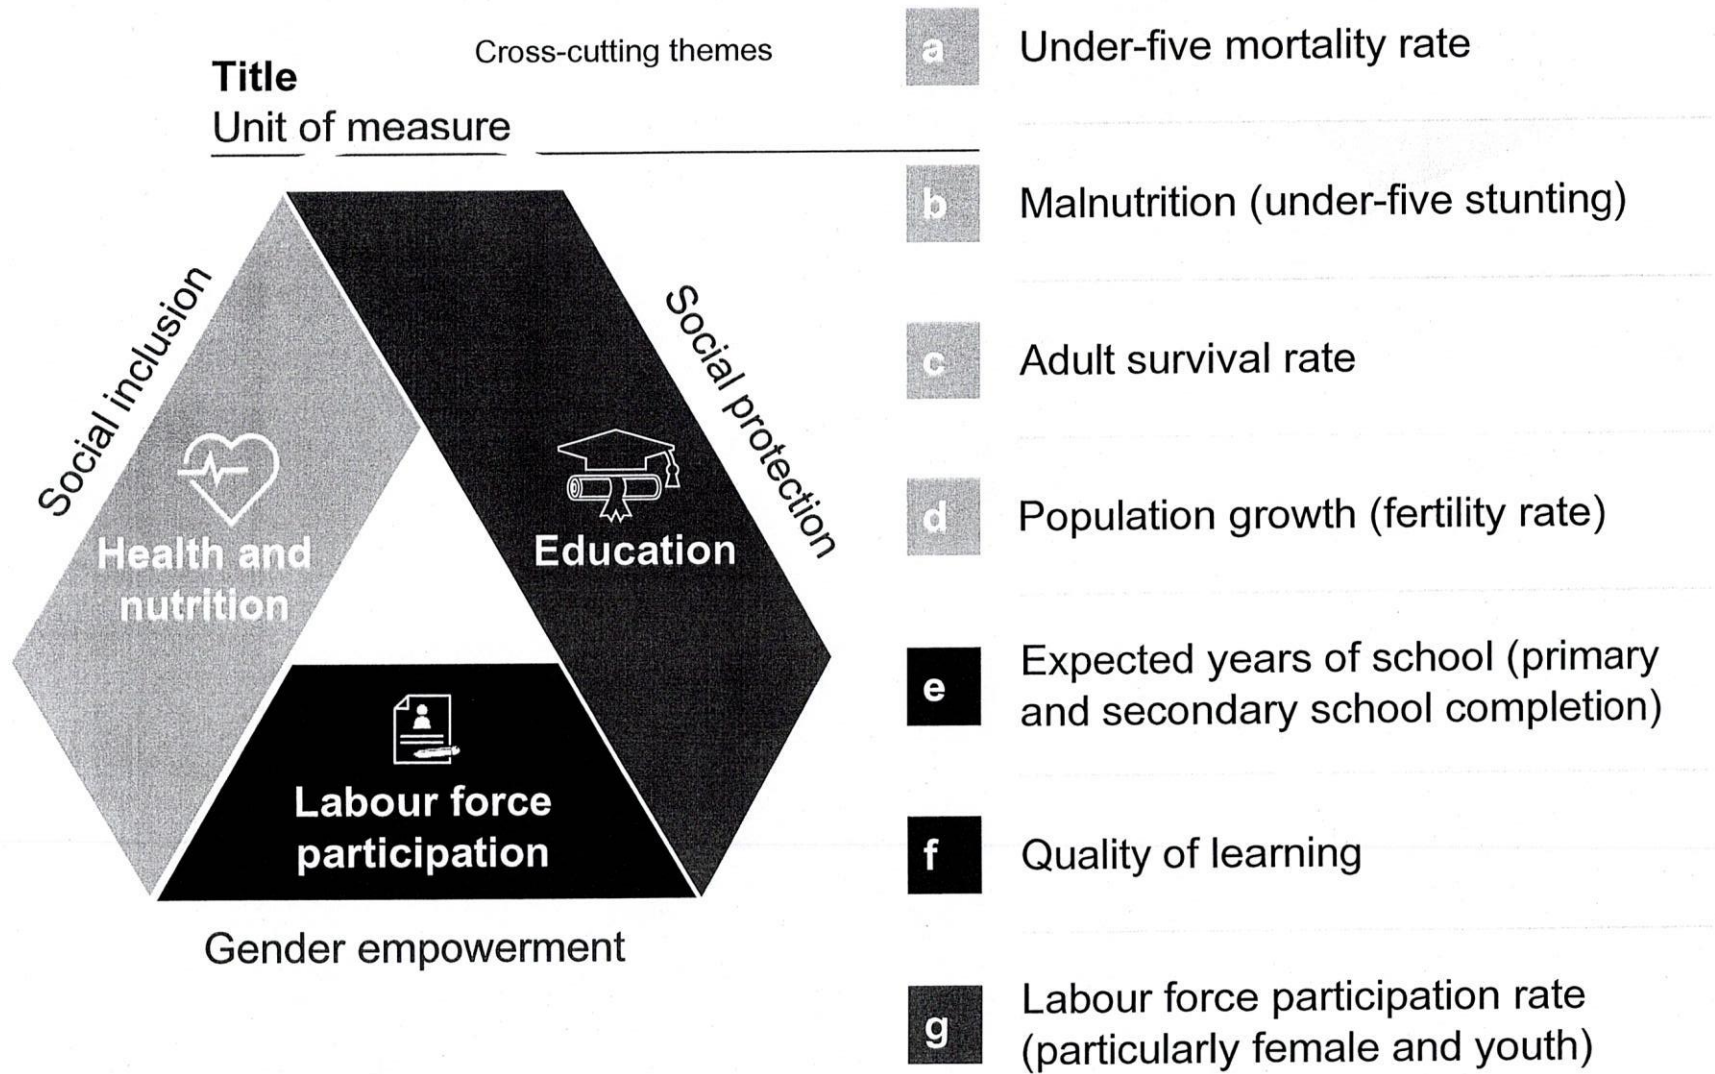 Title
Unit of measure
Cross-cutting themes
Social inclusion
Social protection
Health and
nutrition
Education
Labour force
participation
Gender empowerment
a Under-five mortality rate
b Malnutrition (under-five stunting)
c Adult survival rate
d Population growth (fertility rate)
e Expected years of school (primary
and secondary school completion)
f Quality of learning
g Labour force participation rate
(particularly female and youth)